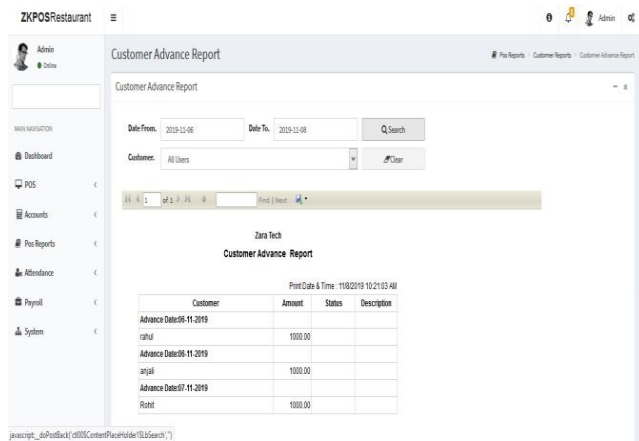 ZKPOSRestaurant
Admin
Admin
Online
Customer Advance Report
Pos Reports > Customer Reports > Customer Advance Report
Customer Advance Report
MAIN NAVIGATION
Dashboard
POS
Accounts
Pos Reports
Attendance
Payroll
System
Date From. 2019-11-06 Date To. 2019-11-08 Search
Customer. All Users Clear
1 of 1 Find | Next
Zara Tech
Customer Advance Report
Print Date & Time : 11/8/2019 10:21:03 AM
Customer Amount Status Description
Advance Date:06-11-2019
rahul 1000.00
Advance Date:06-11-2019
anjali 1000.00
Advance Date:07-11-2019
Rohit 1000.00
javascript:__doPostBack('ctl00$ContentPlaceHolder1$LbSearch','')